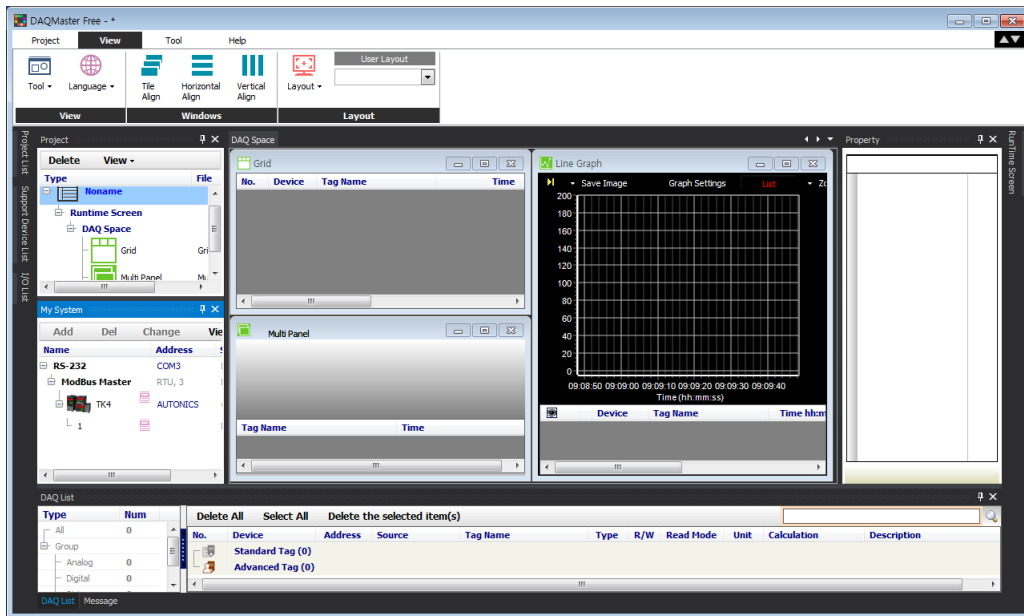 DAQMaster Free - *
Project View Tool Help
User Layout
Tool Language Tile Align Horizontal Align Vertical Align Layout
View Windows Layout
Project List
Support Device List
I/O List
Project
Delete View
Type File
Noname
Runtime Screen
DAQ Space
Grid Gri
Multi Panel Mu
My System
Add Del Change Vie
Name Address
RS-232 COM3
ModBus Master RTU, 3
TK4 AUTONICS
1
DAQ Space
Grid
No. Device Tag Name Time
Multi Panel
Tag Name Time
Line Graph
Save Image Graph Settings List Zo
200
180
160
140
120
100
80
60
40
20
0
09:08:50 09:09:00 09:09:10 09:09:20 09:09:30 09:09:40
Time (hh:mm:ss)
Device Tag Name Time hh:m
Property
RunTime Screen
DAQ List
Type Num
All 0
Group
Analog 0
Digital 0
Delete All Select All Delete the selected item(s)
No. Device Address Source Tag Name Type R/W Read Mode Unit Calculation Description
Standard Tag (0)
Advanced Tag (0)
DAQ List Message